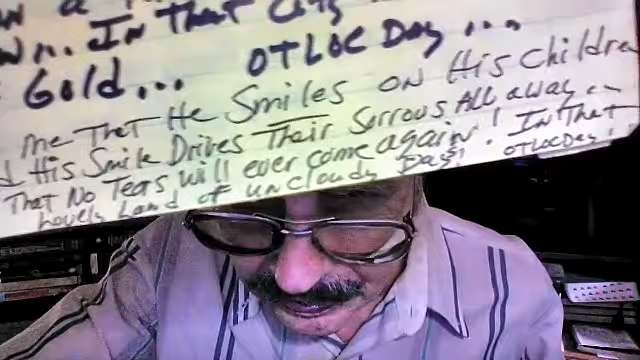 ... In That City
Gold... OTLOC Day...
me That He Smiles on His Children
His Smile Drives Their Sorrows All away
That No Tears will ever come again! In That
Lovely Land of uncloudy Day! OTLOCDay!